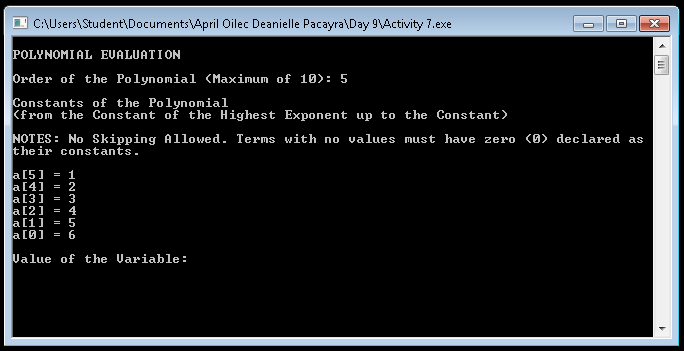 C:\Users\Student\Documents\April Oilec Deanielle Pacayra\Day 9\Activity 7.exe
POLYNOMIAL EVALUATION
Order of the Polynomial (Maximum of 10): 5
Constants of the Polynomial
(from the Constant of the Highest Exponent up to the Constant)
NOTES: No Skipping Allowed. Terms with no values must have zero (0) declared as
their constants.
a[5] = 1
a[4] = 2
a[3] = 3
a[2] = 4
a[1] = 5
a[0] = 6
Value of the Variable: